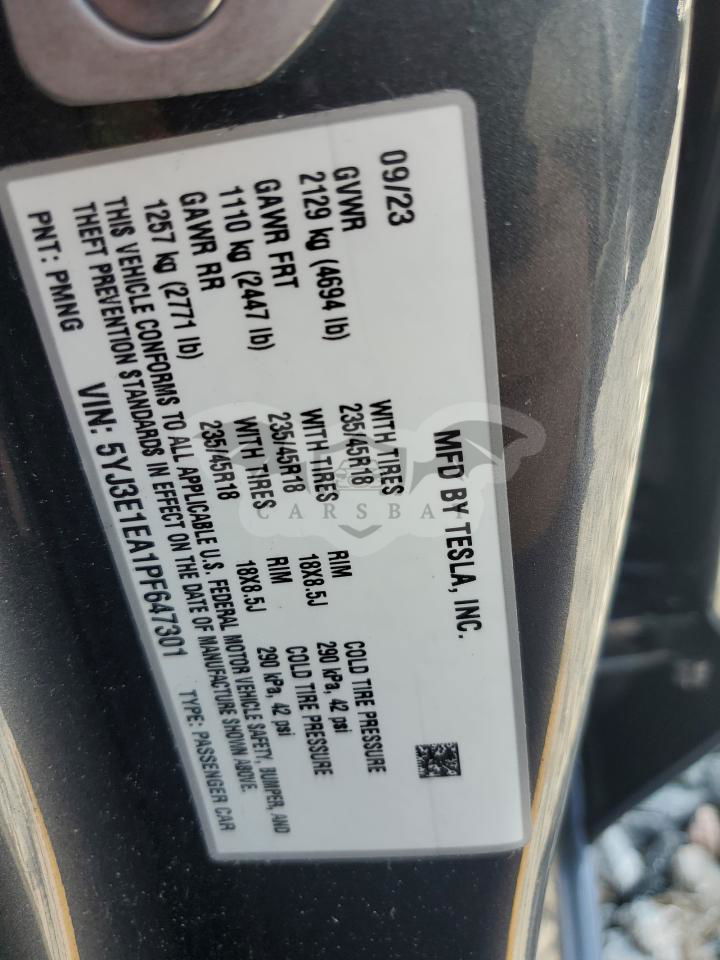 MFD BY TESLA, INC.
09/23
GVWR
2129 kg (4694 lb)
GAWR FRT
1110 kg (2447 lb)
GAWR RR
1257 kg (2771 lb)
WITH TIRES
235/45R18
WITH TIRES
235/45R18
WITH TIRES
235/45R18
RIM
18X8.5J
RIM
18X8.5J
COLD TIRE PRESSURE
290 kPa, 42 psi
COLD TIRE PRESSURE
290 kPa, 42 psi
THIS VEHICLE CONFORMS TO ALL APPLICABLE U.S. FEDERAL MOTOR VEHICLE SAFETY, BUMPER, AND
THEFT PREVENTION STANDARDS IN EFFECT ON THE DATE OF MANUFACTURE SHOWN ABOVE.
PNT: PMNG VIN: 5YJ3E1EA1PF647301 TYPE: PASSENGER CAR